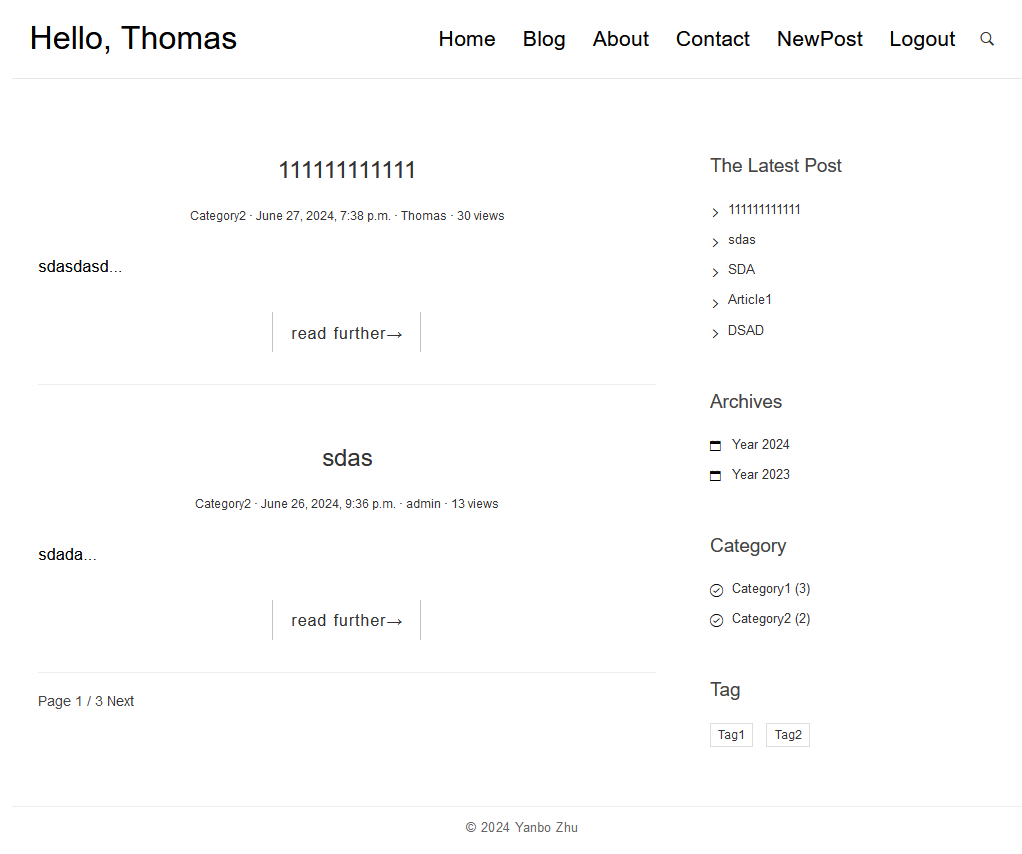 Hello, Thomas
Home Blog About Contact NewPost Logout
111111111111
Category2 · June 27, 2024, 7:38 p.m. · Thomas · 30 views
sdasdasd...
read further→
sdas
Category2 · June 26, 2024, 9:36 p.m. · admin · 13 views
sdada...
read further→
Page 1 / 3 Next
The Latest Post
111111111111
sdas
SDA
Article1
DSAD
Archives
Year 2024
Year 2023
Category
Category1 (3)
Category2 (2)
Tag
Tag1 Tag2
© 2024 Yanbo Zhu